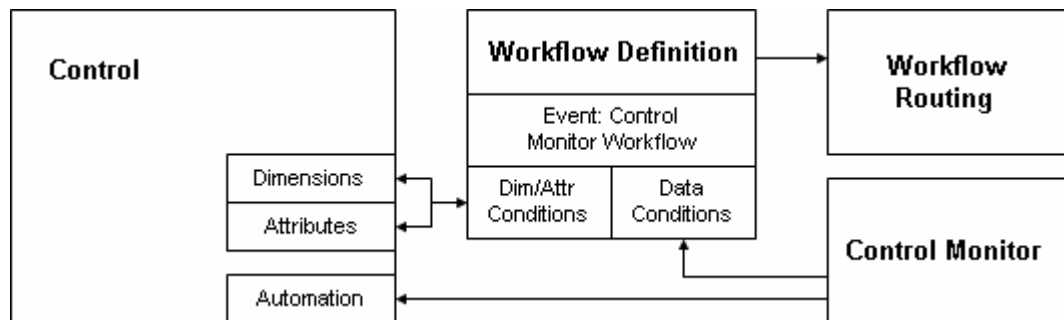 Control
Dimensions
Attributes
Automation
Workflow Definition
Event: Control
Monitor Workflow
Dim/Attr
Conditions
Data
Conditions
Workflow
Routing
Control Monitor